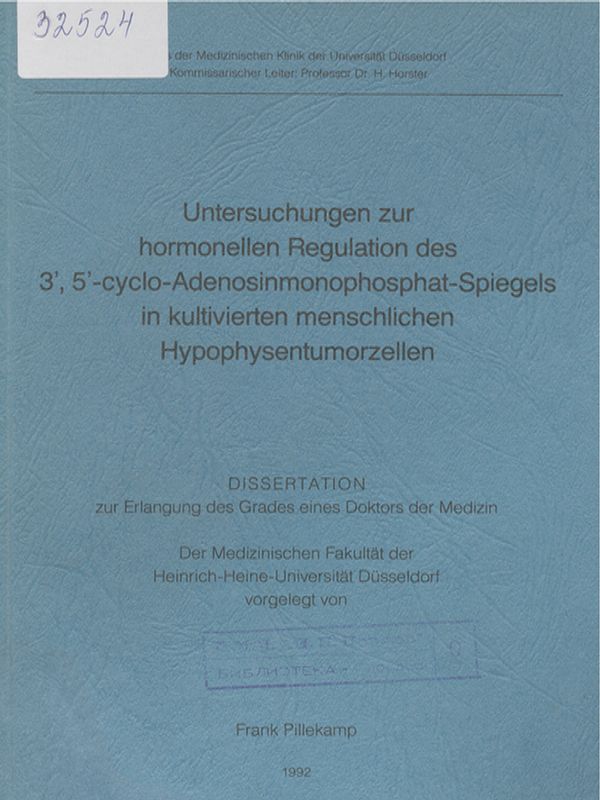 32524
der Medizinischen Klinik der Universität Düsseldorf
Kommissarischer Leiter: Professor Dr. H. Horster
Untersuchungen zur
hormonellen Regulation des
3', 5'-cyclo-Adenosinmonophosphat-Spiegels
in kultivierten menschlichen
Hypophysentumorzellen
DISSERTATION
zur Erlangung des Grades eines Doktors der Medizin
Der Medizinischen Fakultät der
Heinrich-Heine-Universität Düsseldorf
vorgelegt von
БИБЛИОТЕКА
Frank Pillekamp
1992